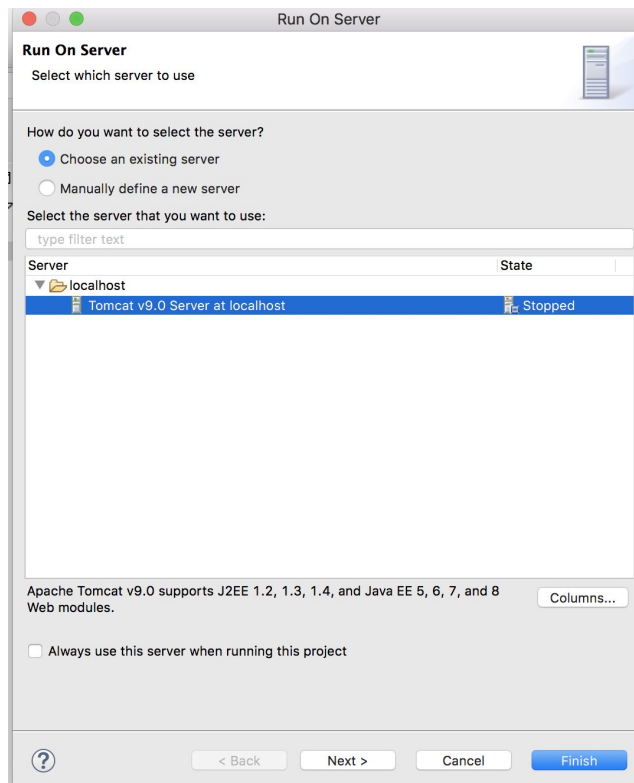 Run On Server
Run On Server
Select which server to use
How do you want to select the server?
Choose an existing server
Manually define a new server
Select the server that you want to use:
type filter text
Server State
localhost
Tomcat v9.0 Server at localhost Stopped
Apache Tomcat v9.0 supports J2EE 1.2, 1.3, 1.4, and Java EE 5, 6, 7, and 8
Web modules.
Columns...
Always use this server when running this project
? < Back Next > Cancel Finish